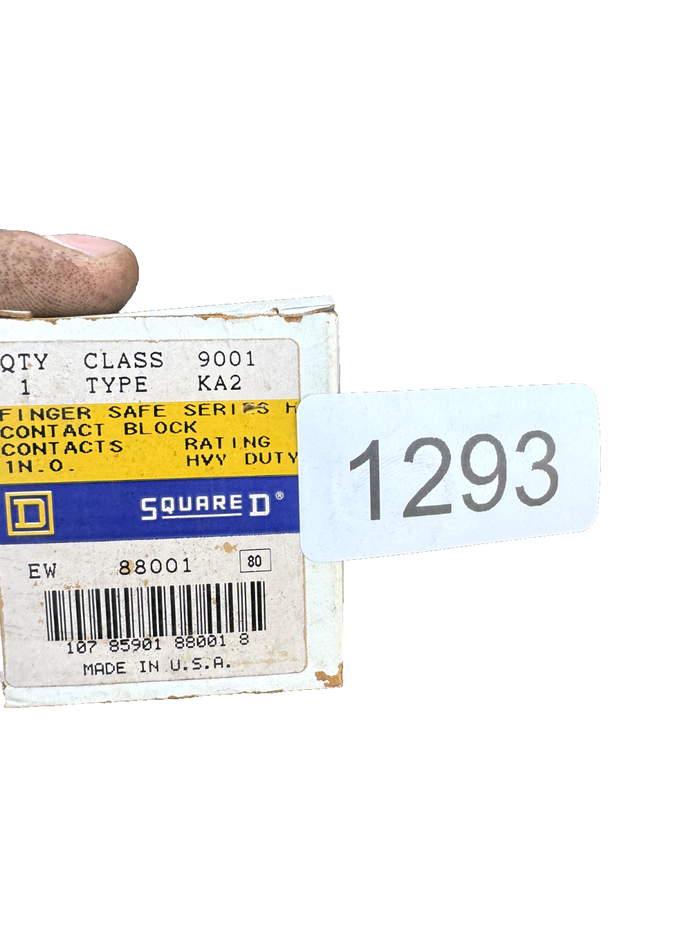 QTY CLASS 9001
1 TYPE KA2
FINGER SAFE SERIES H
CONTACT BLOCK
CONTACTS RATING
1N.O. HVY DUTY
D SQUARE D®
EW 88001 80
107 85901 88001 8
MADE IN U.S.A.
1293